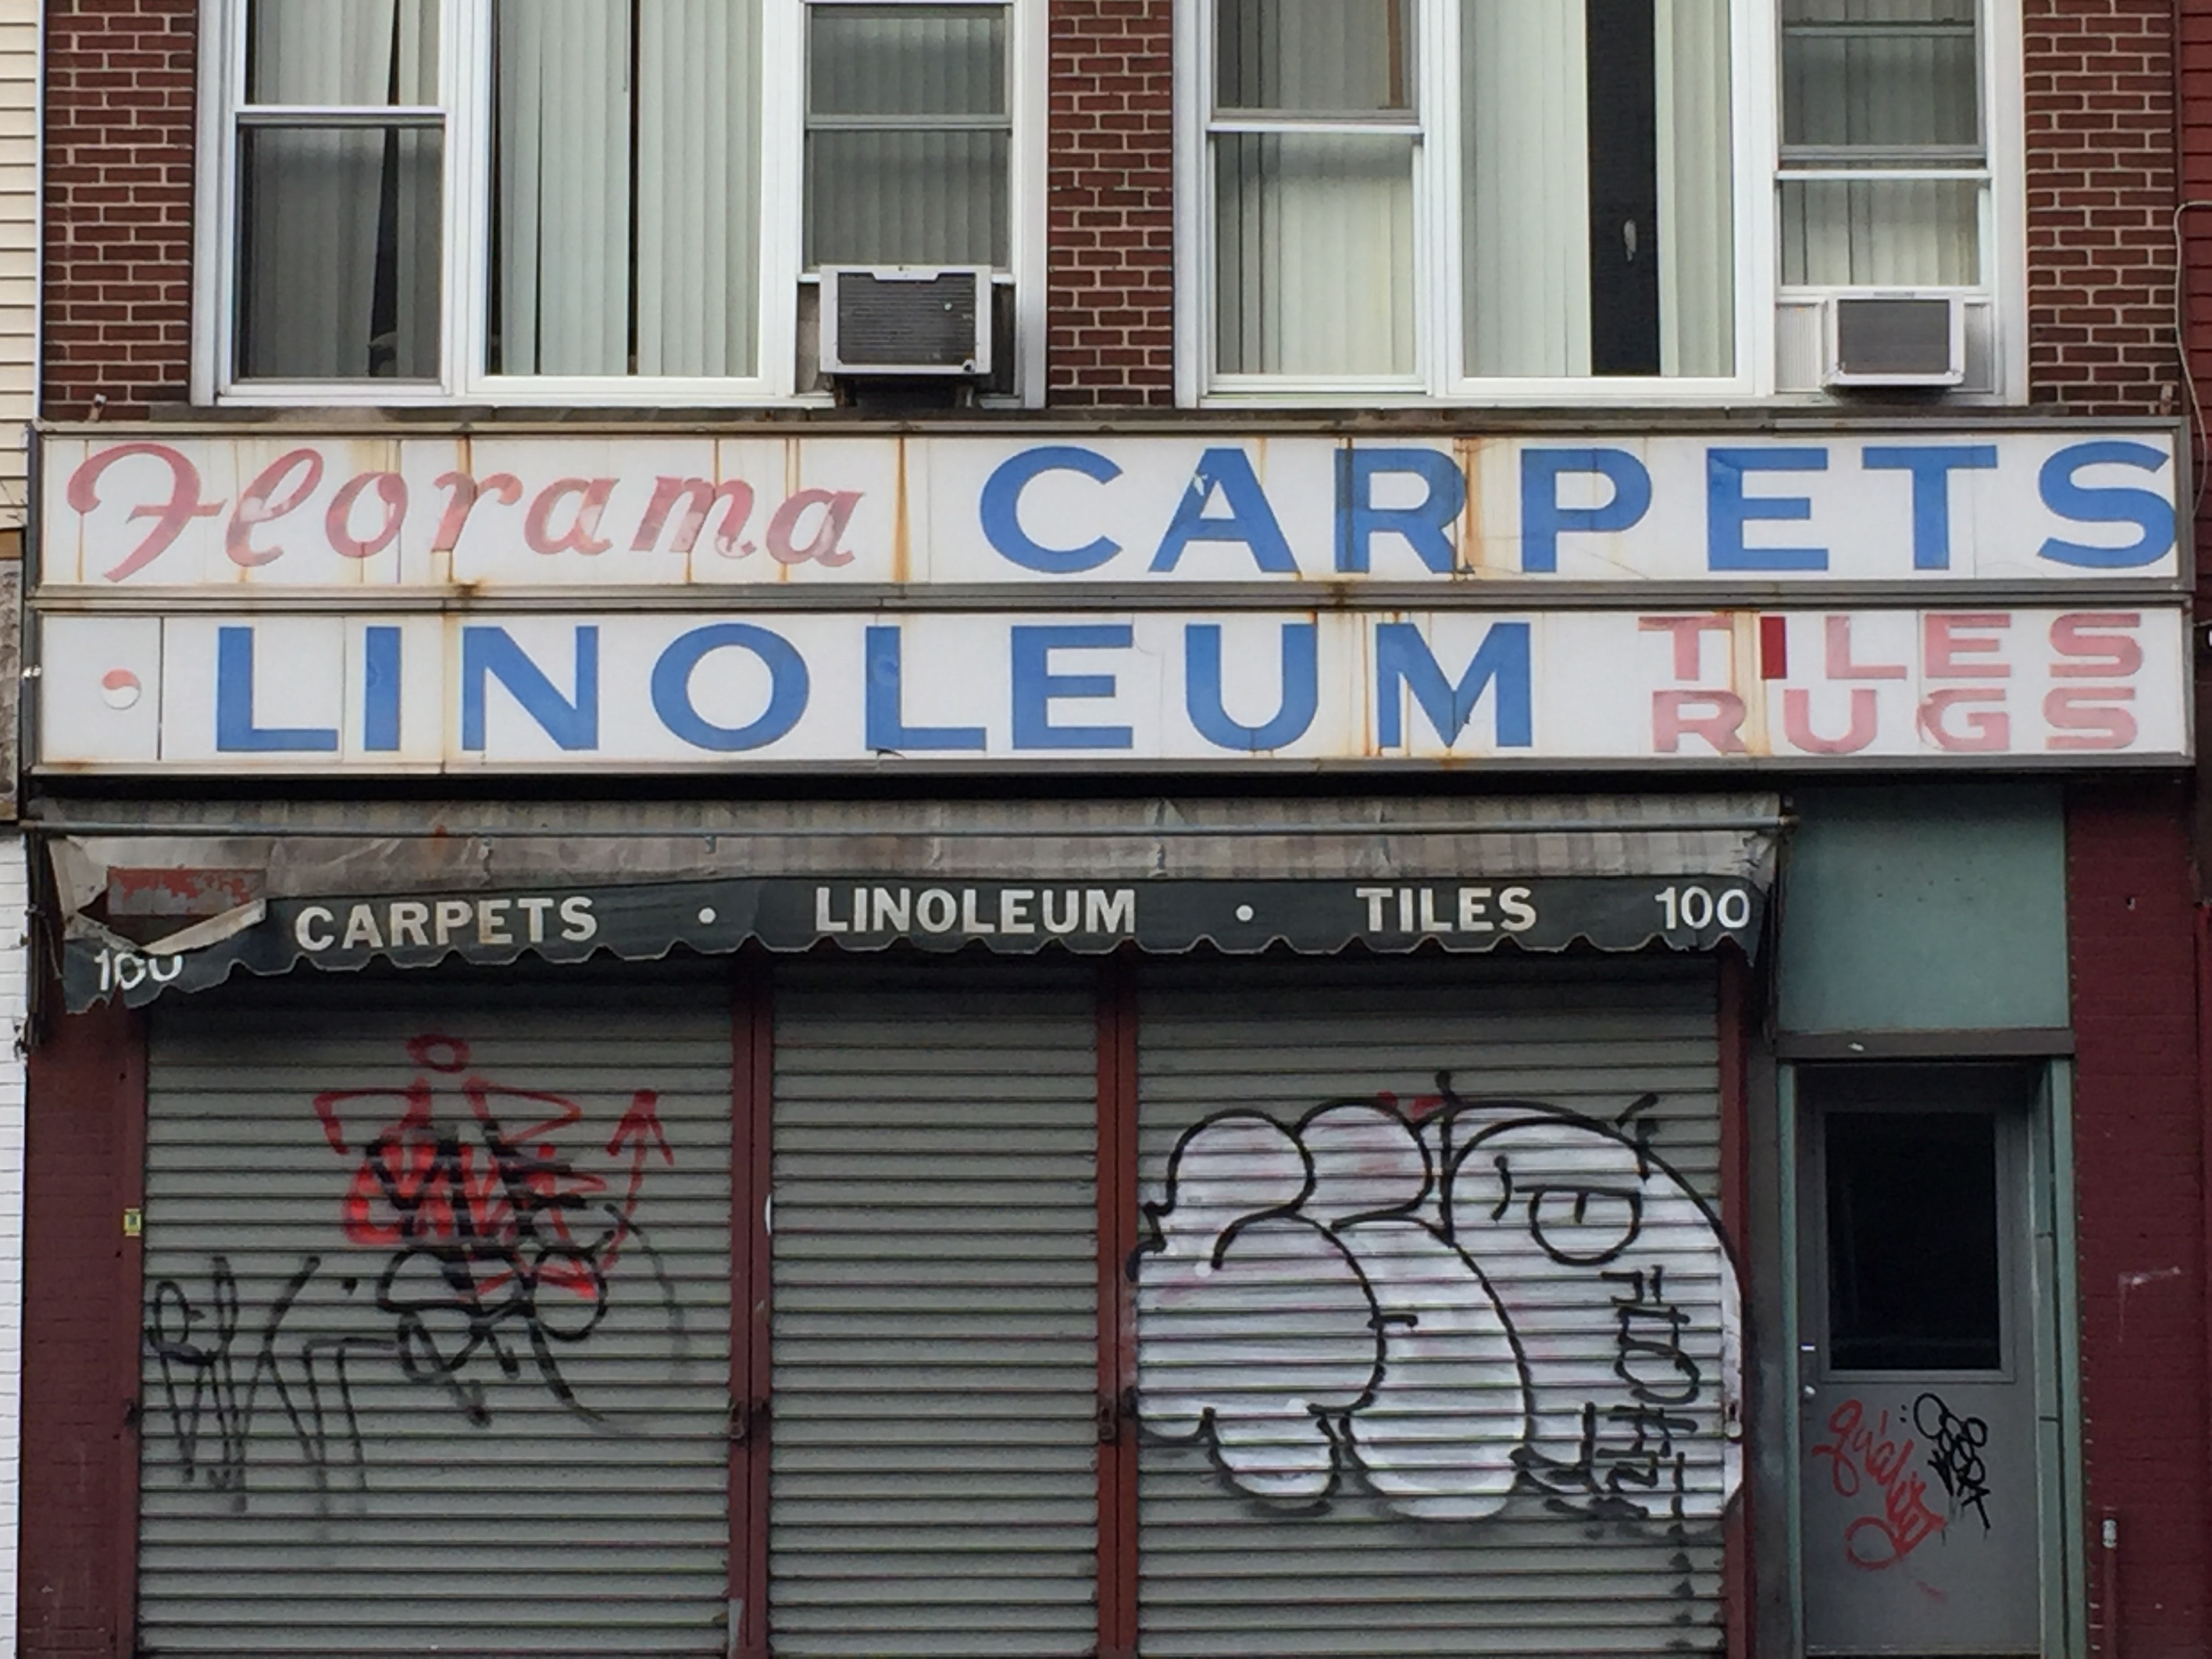 Florama CARPETS
LINOLEUM TILES
RUGS
100 CARPETS • LINOLEUM • TILES 100